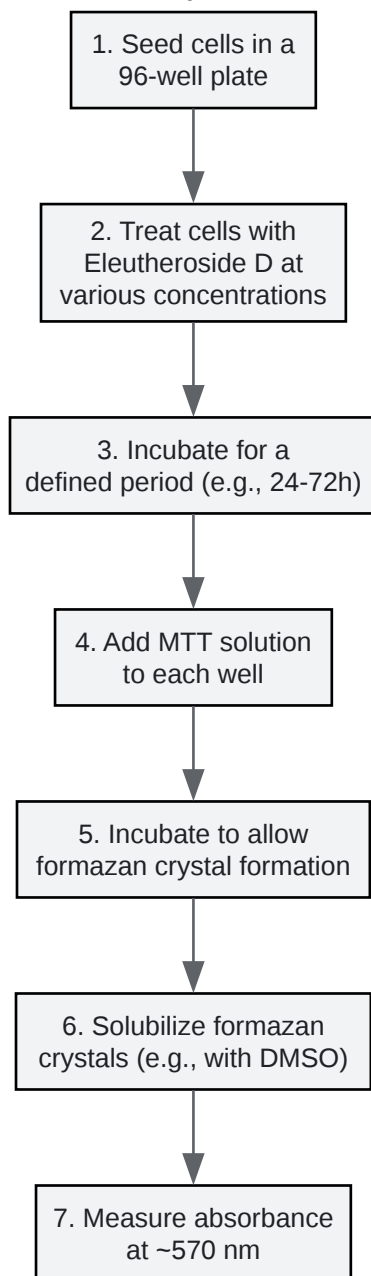 1. Seed cells in a
96-well plate
2. Treat cells with
Eleutheroside D at
various concentrations
3. Incubate for a
defined period (e.g., 24-72h)
4. Add MTT solution
to each well
5. Incubate to allow
formazan crystal formation
6. Solubilize formazan
crystals (e.g., with DMSO)
7. Measure absorbance
at ~570 nm